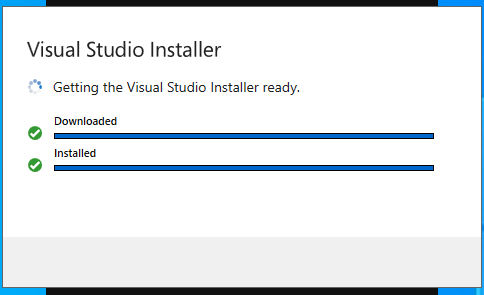 Visual Studio Installer
Getting the Visual Studio Installer ready.
Downloaded
Installed